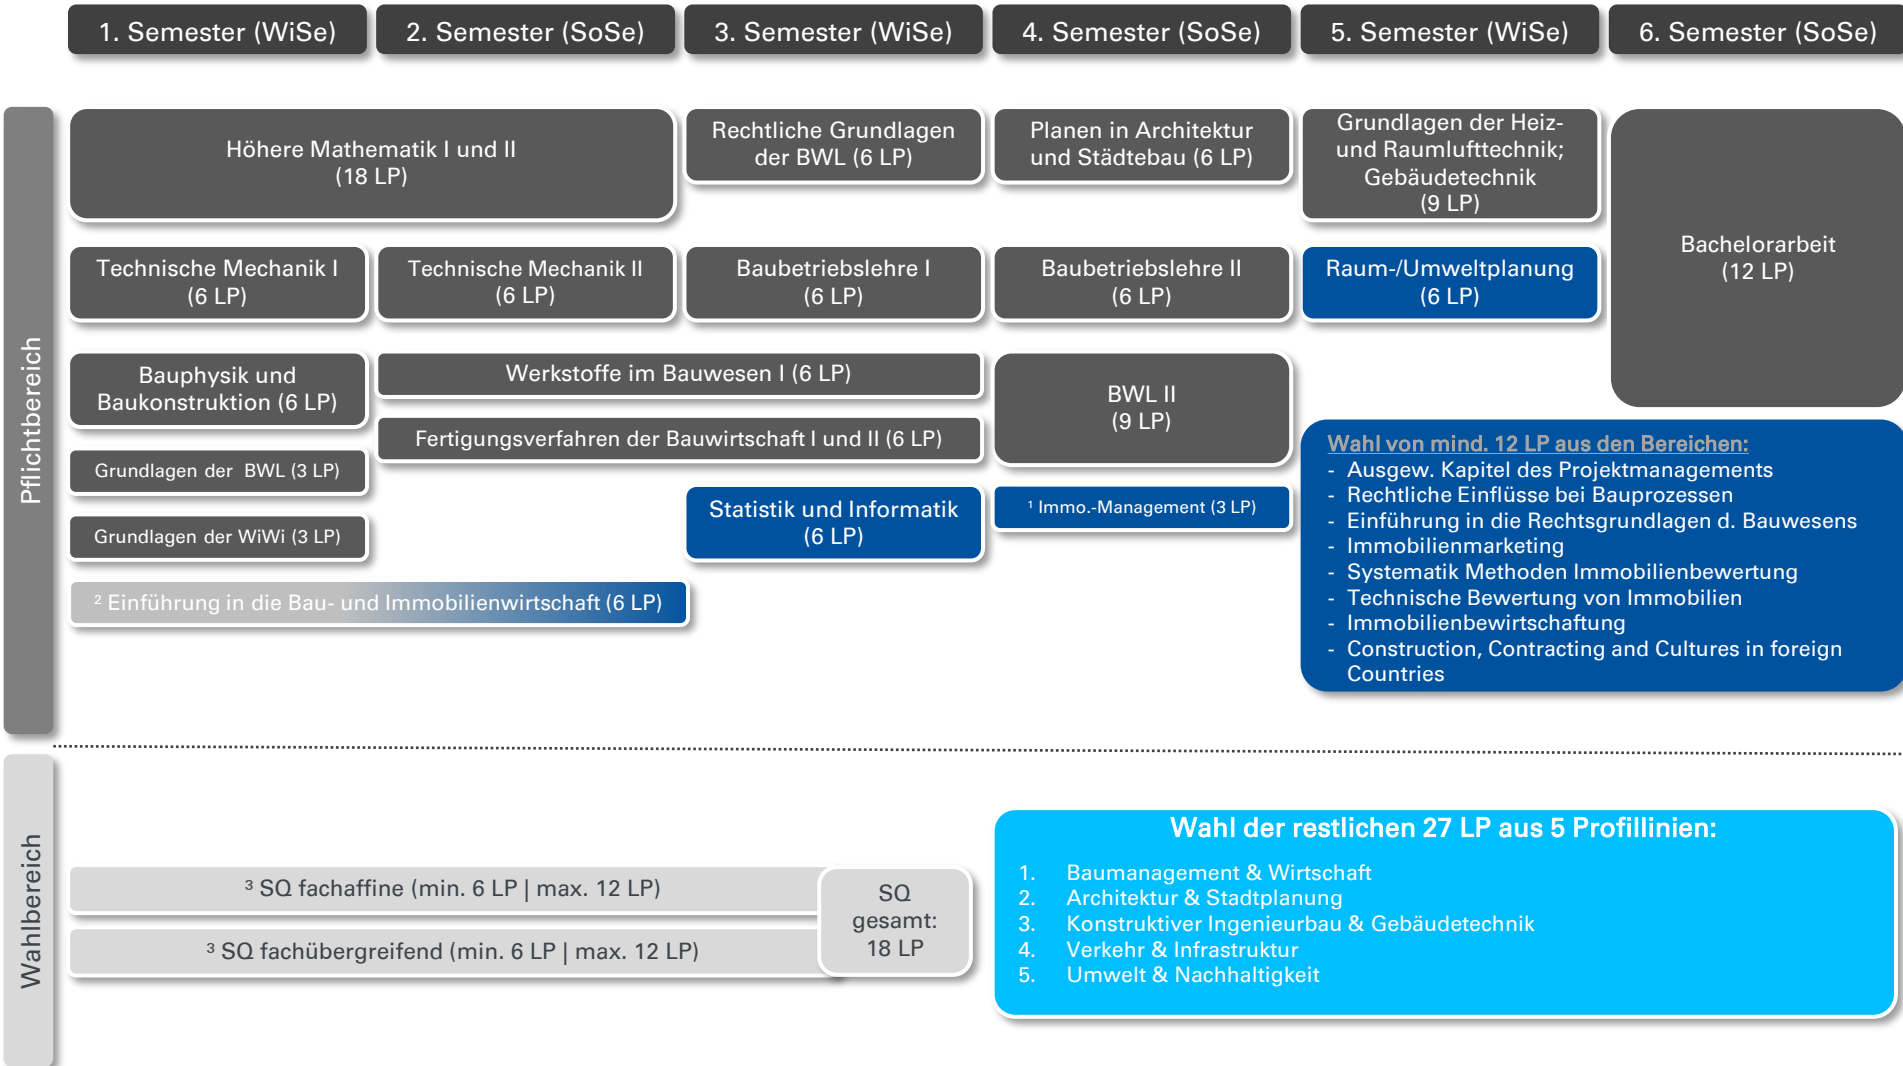 1. Semester (WiSe)
2. Semester (SoSe)
3. Semester (WiSe)
4. Semester (SoSe)
5. Semester (WiSe)
6. Semester (SoSe)
Pflichtbereich
Höhere Mathematik I und II
(18 LP)
Rechtliche Grundlagen
der BWL (6 LP)
Planen in Architektur
und Städtebau (6 LP)
Grundlagen der Heiz-
und Raumlufttechnik;
Gebäudetechnik
(9 LP)
Bachelorarbeit
(12 LP)
Technische Mechanik I
(6 LP)
Technische Mechanik II
(6 LP)
Baubetriebslehre I
(6 LP)
Baubetriebslehre II
(6 LP)
Raum-/Umweltplanung
(6 LP)
Bauphysik und
Baukonstruktion (6 LP)
Werkstoffe im Bauwesen I (6 LP)
Fertigungsverfahren der Bauwirtschaft I und II (6 LP)
BWL II
(9 LP)
Grundlagen der BWL (3 LP)
Grundlagen der WiWi (3 LP)
Statistik und Informatik
(6 LP)
¹ Immo.-Management (3 LP)
² Einführung in die Bau- und Immobilienwirtschaft (6 LP)
Wahl von mind. 12 LP aus den Bereichen:
- Ausgew. Kapitel des Projektmanagements
- Rechtliche Einflüsse bei Bauprozessen
- Einführung in die Rechtsgrundlagen d. Bauwesens
- Immobilienmarketing
- Systematik Methoden Immobilienbewertung
- Technische Bewertung von Immobilien
- Immobilienbewirtschaftung
- Construction, Contracting and Cultures in foreign
Countries
Wahlbereich
³ SQ fachaffine (min. 6 LP | max. 12 LP)
³ SQ fachübergreifend (min. 6 LP | max. 12 LP)
SQ
gesamt:
18 LP
Wahl der restlichen 27 LP aus 5 Profillinien:
1. Baumanagement & Wirtschaft
2. Architektur & Stadtplanung
3. Konstruktiver Ingenieurbau & Gebäudetechnik
4. Verkehr & Infrastruktur
5. Umwelt & Nachhaltigkeit